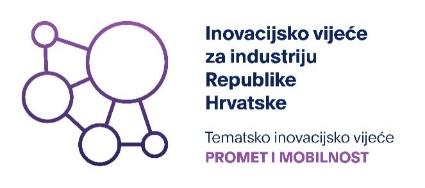 Inovacijsko vijeće
za industriju
Republike
Hrvatske
Tematsko inovacijsko vijeće
PROMET I MOBILNOST